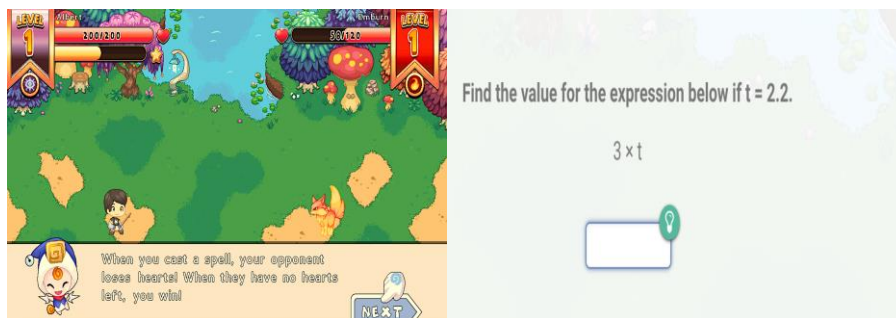 LEVEL
1
200/200
50/120
LEVEL
1
When you cast a spell, your opponent
loses hearts! When they have no hearts
left, you win!
NEXT
Find the value for the expression below if t = 2.2.
3 × t